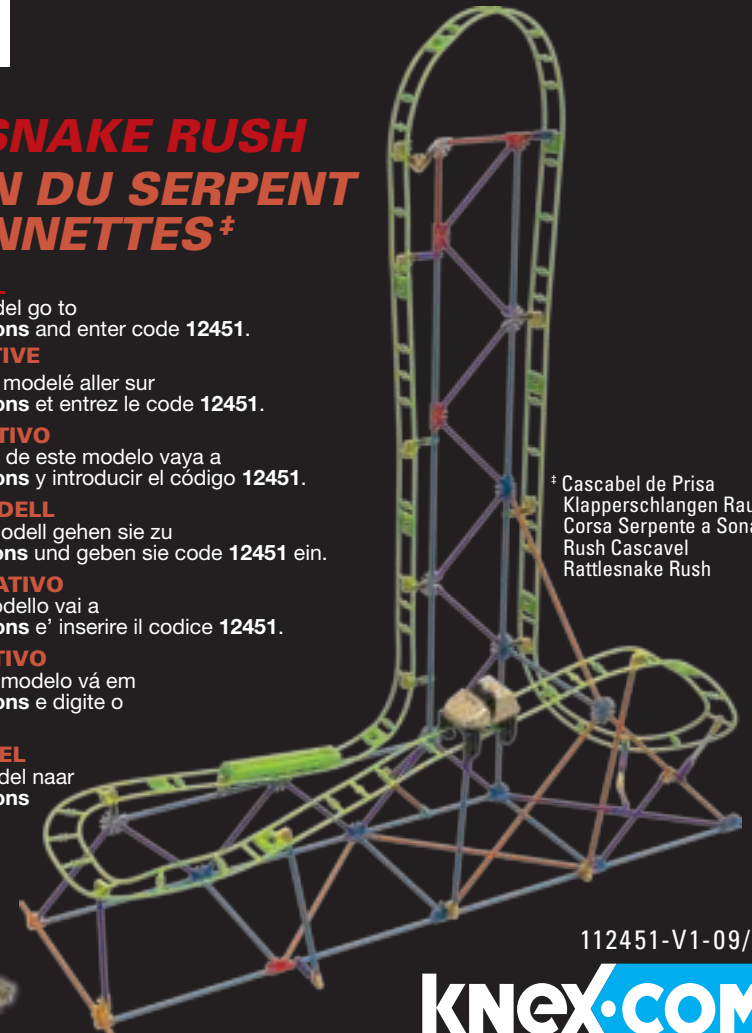 SNAKE RUSH
N DU SERPENT
NNETTES‡
del go to
ons and enter code 12451.
TIVE
modelé aller sur
ons et entrez le code 12451.
TIVO
de este modelo vaya a
ons y introducir el código 12451.
DELL
odell gehen sie zu
ons und geben sie code 12451 ein.
ATIVO
odello vai a
ons e' inserire il codice 12451.
TIVO
modelo vá em
ons e digite o
EL
del naar
ons
‡ Cascabel de Prisa
Klapperschlangen Rau
Corsa Serpente a Sona
Rush Cascavel
Rattlesnake Rush
112451-V1-09/
knex.COM